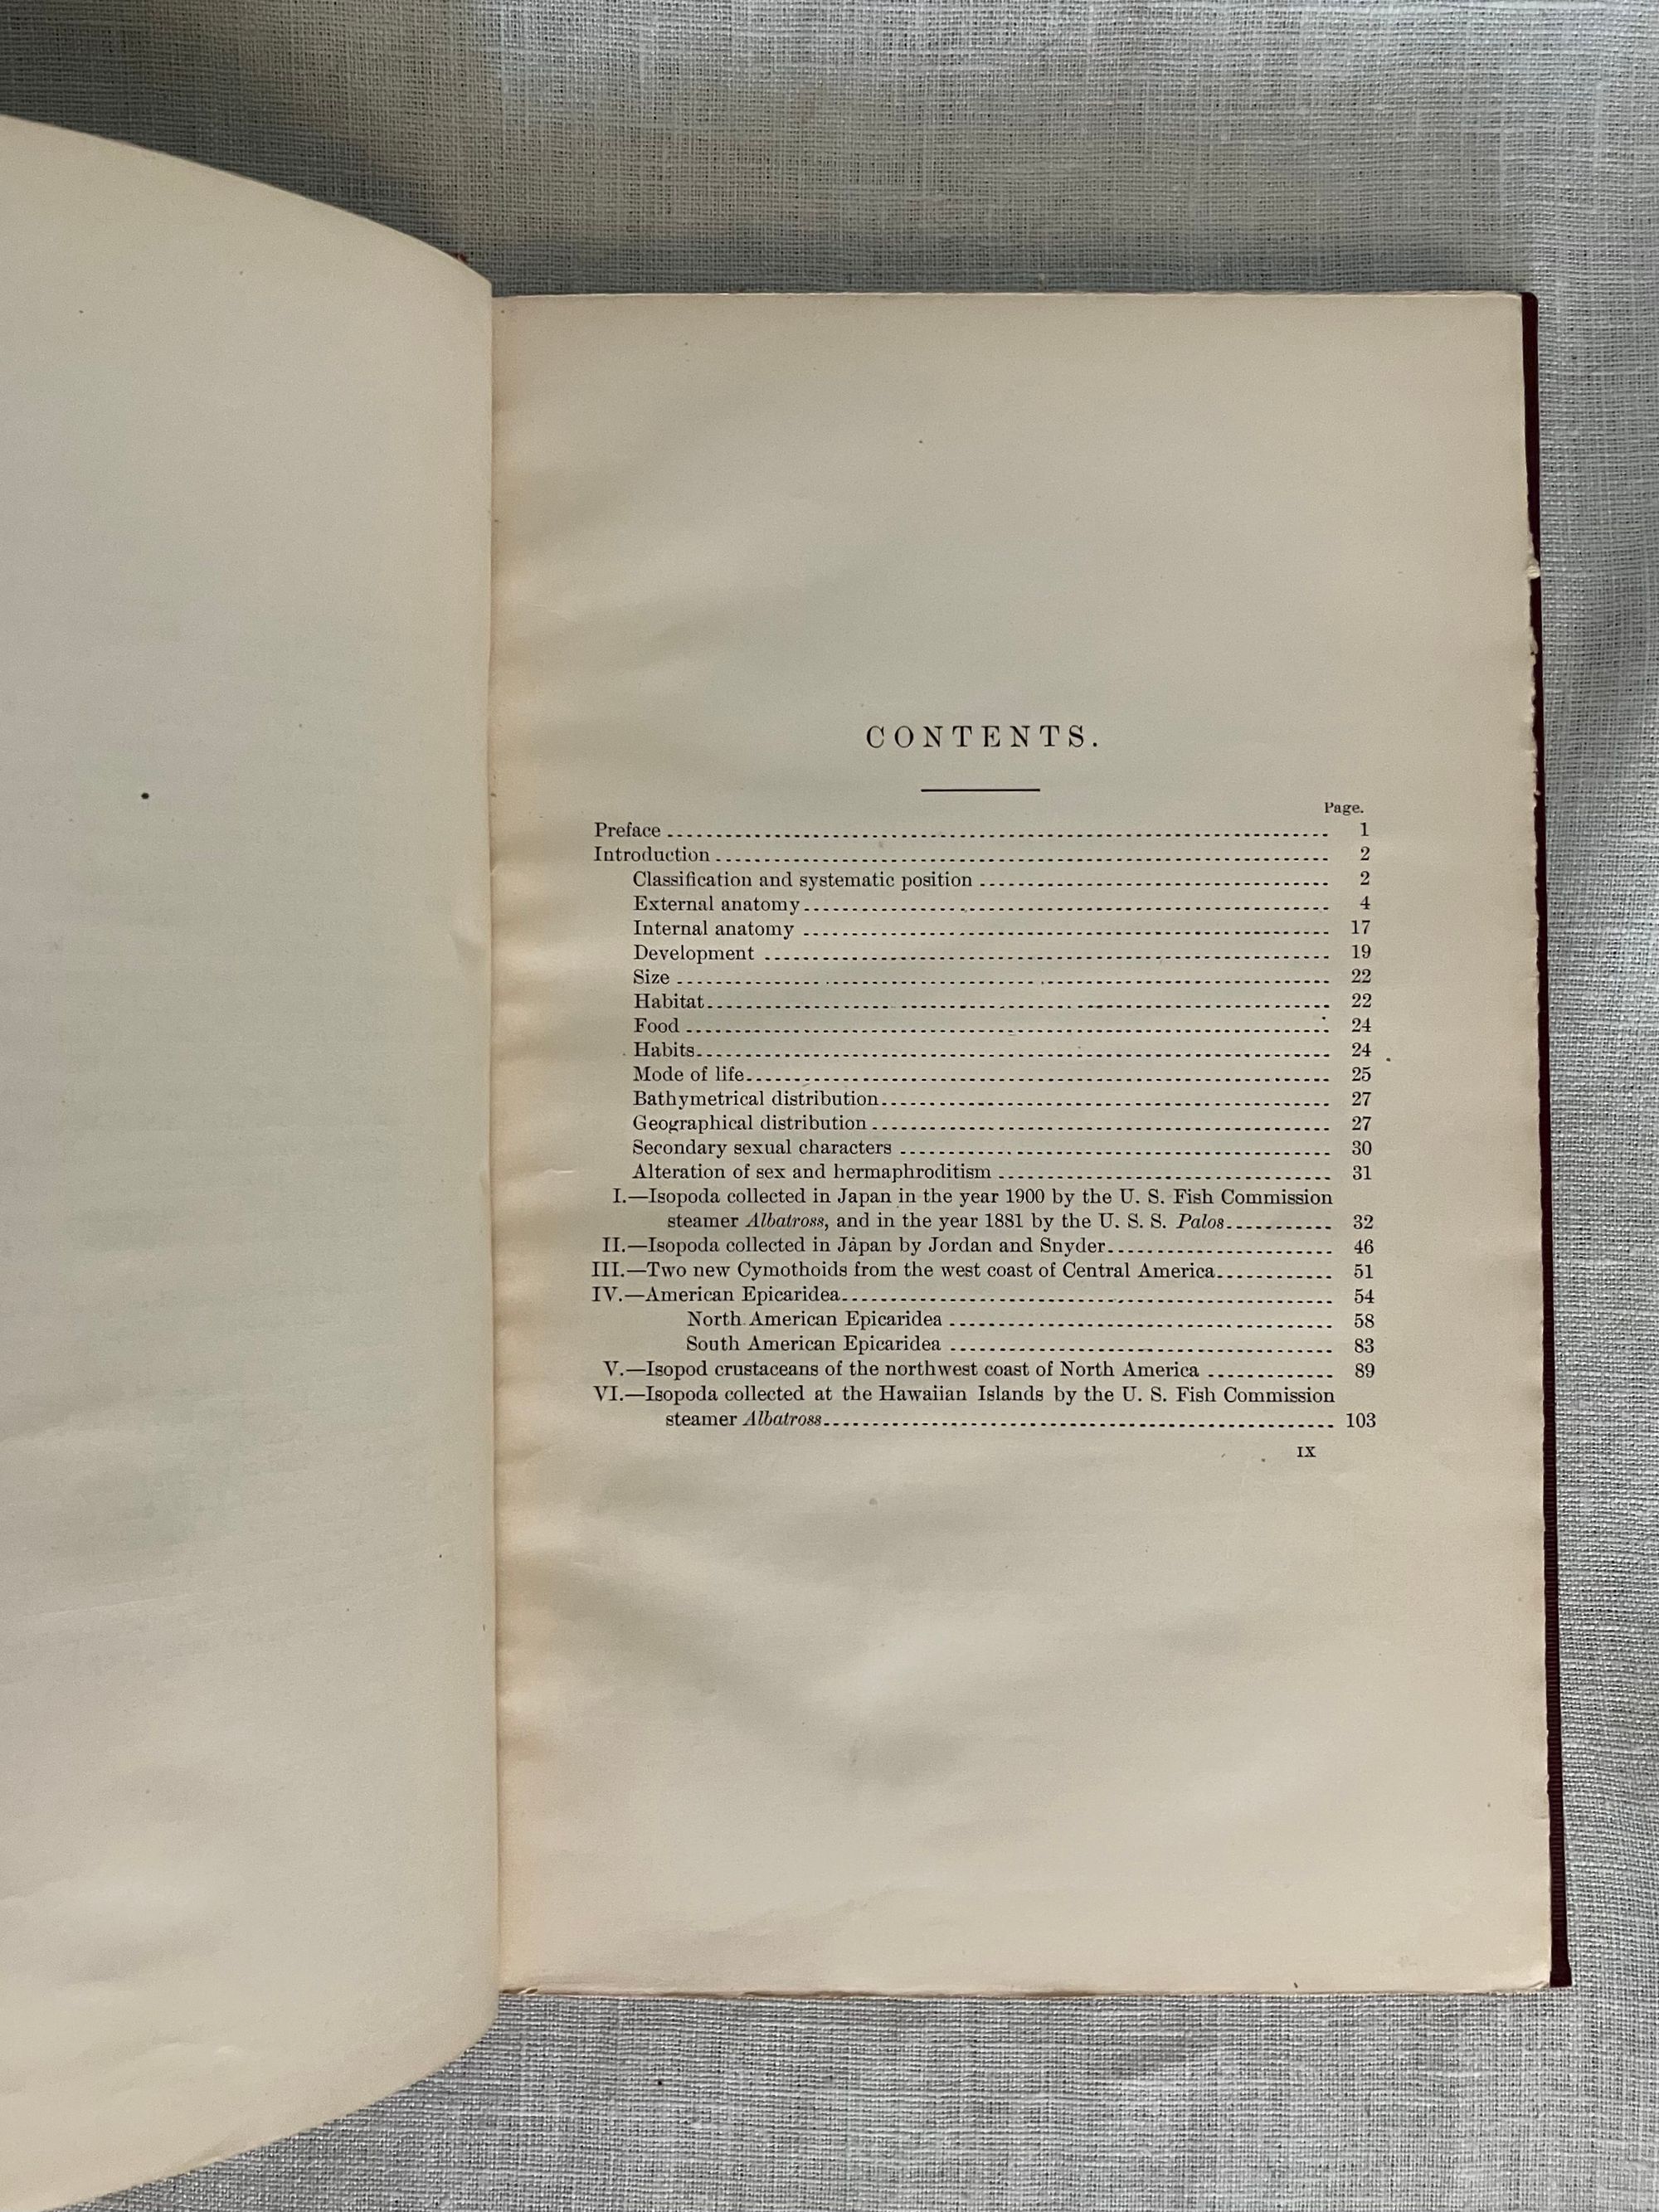 CONTENTS.
Page.
Preface 1
Introduction 2
Classification and systematic position 2
External anatomy 4
Internal anatomy 17
Development 19
Size 22
Habitat 22
Food 24
Habits 24
Mode of life 25
Bathymetrical distribution 27
Geographical distribution 27
Secondary sexual characters 30
Alteration of sex and hermaphroditism 31
I.—Isopoda collected in Japan in the year 1900 by the U. S. Fish Commission
steamer Albatross, and in the year 1881 by the U. S. S. Palos 32
II.—Isopoda collected in Japan by Jordan and Snyder 46
III.—Two new Cymothoids from the west coast of Central America 51
IV.—American Epicaridea 54
North American Epicaridea 58
South American Epicaridea 83
V.—Isopod crustaceans of the northwest coast of North America 89
VI.—Isopoda collected at the Hawaiian Islands by the U. S. Fish Commission
steamer Albatross 103
IX